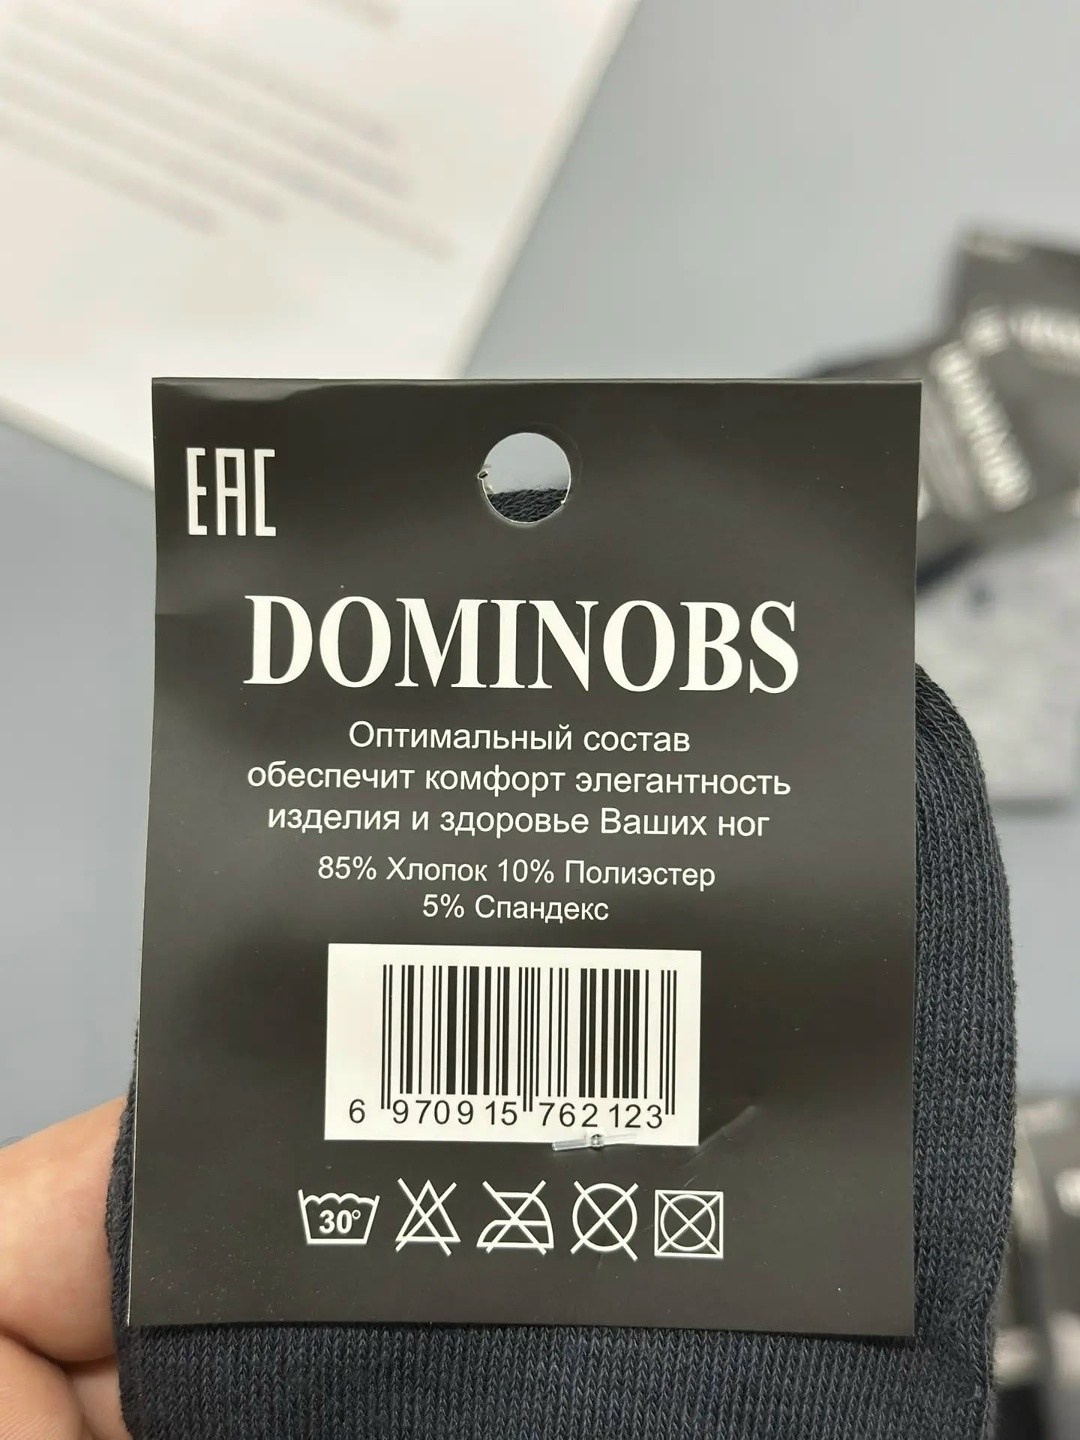 EAC
DOMINOBS
Оптимальный состав
обеспечит комфорт элегантность
изделия и здоровье Ваших ног
85% Хлопок 10% Полиэстер
5% Спандекс
6 970915 762123
30°